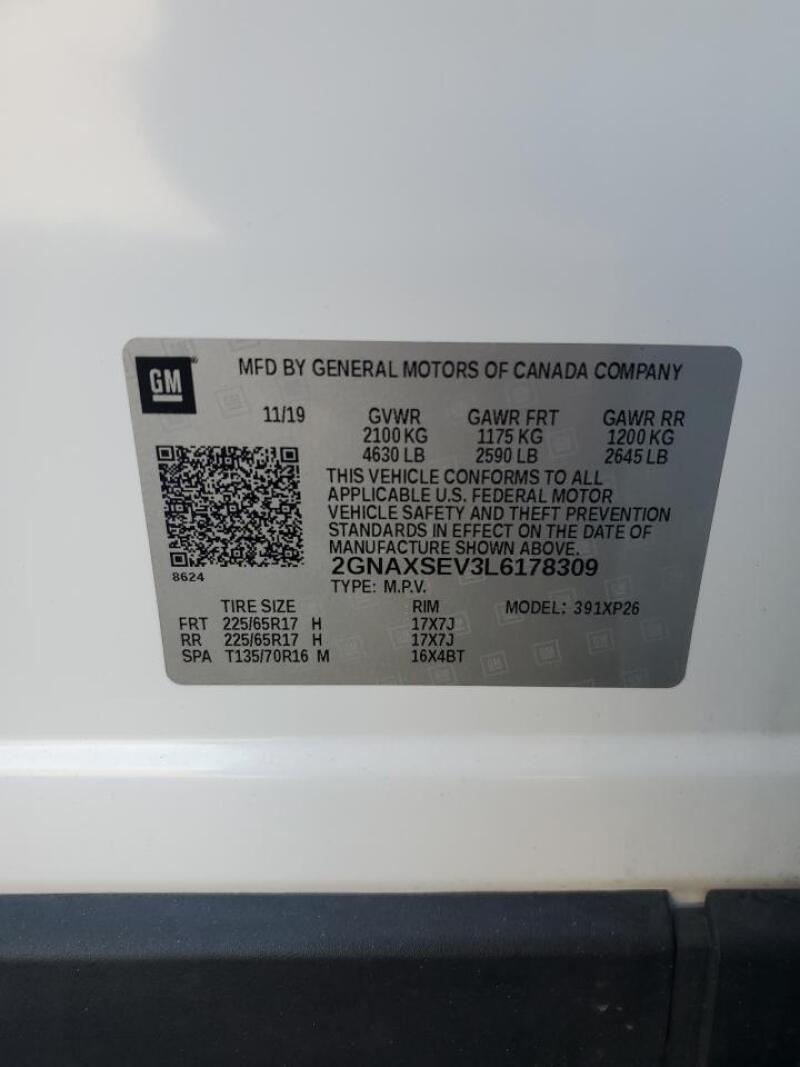 GM
MFD BY GENERAL MOTORS OF CANADA COMPANY
11/19 GVWR GAWR FRT GAWR RR
2100 KG 1175 KG 1200 KG
4630 LB 2590 LB 2645 LB
THIS VEHICLE CONFORMS TO ALL
APPLICABLE U.S. FEDERAL MOTOR
VEHICLE SAFETY AND THEFT PREVENTION
STANDARDS IN EFFECT ON THE DATE OF
MANUFACTURE SHOWN ABOVE.
8624
2GNAXSEV3L6178309
TYPE: M.P.V.
TIRE SIZE RIM MODEL: 391XP26
FRT 225/65R17 H 17X7J
RR 225/65R17 H 17X7J
SPA T135/70R16 M 16X4BT